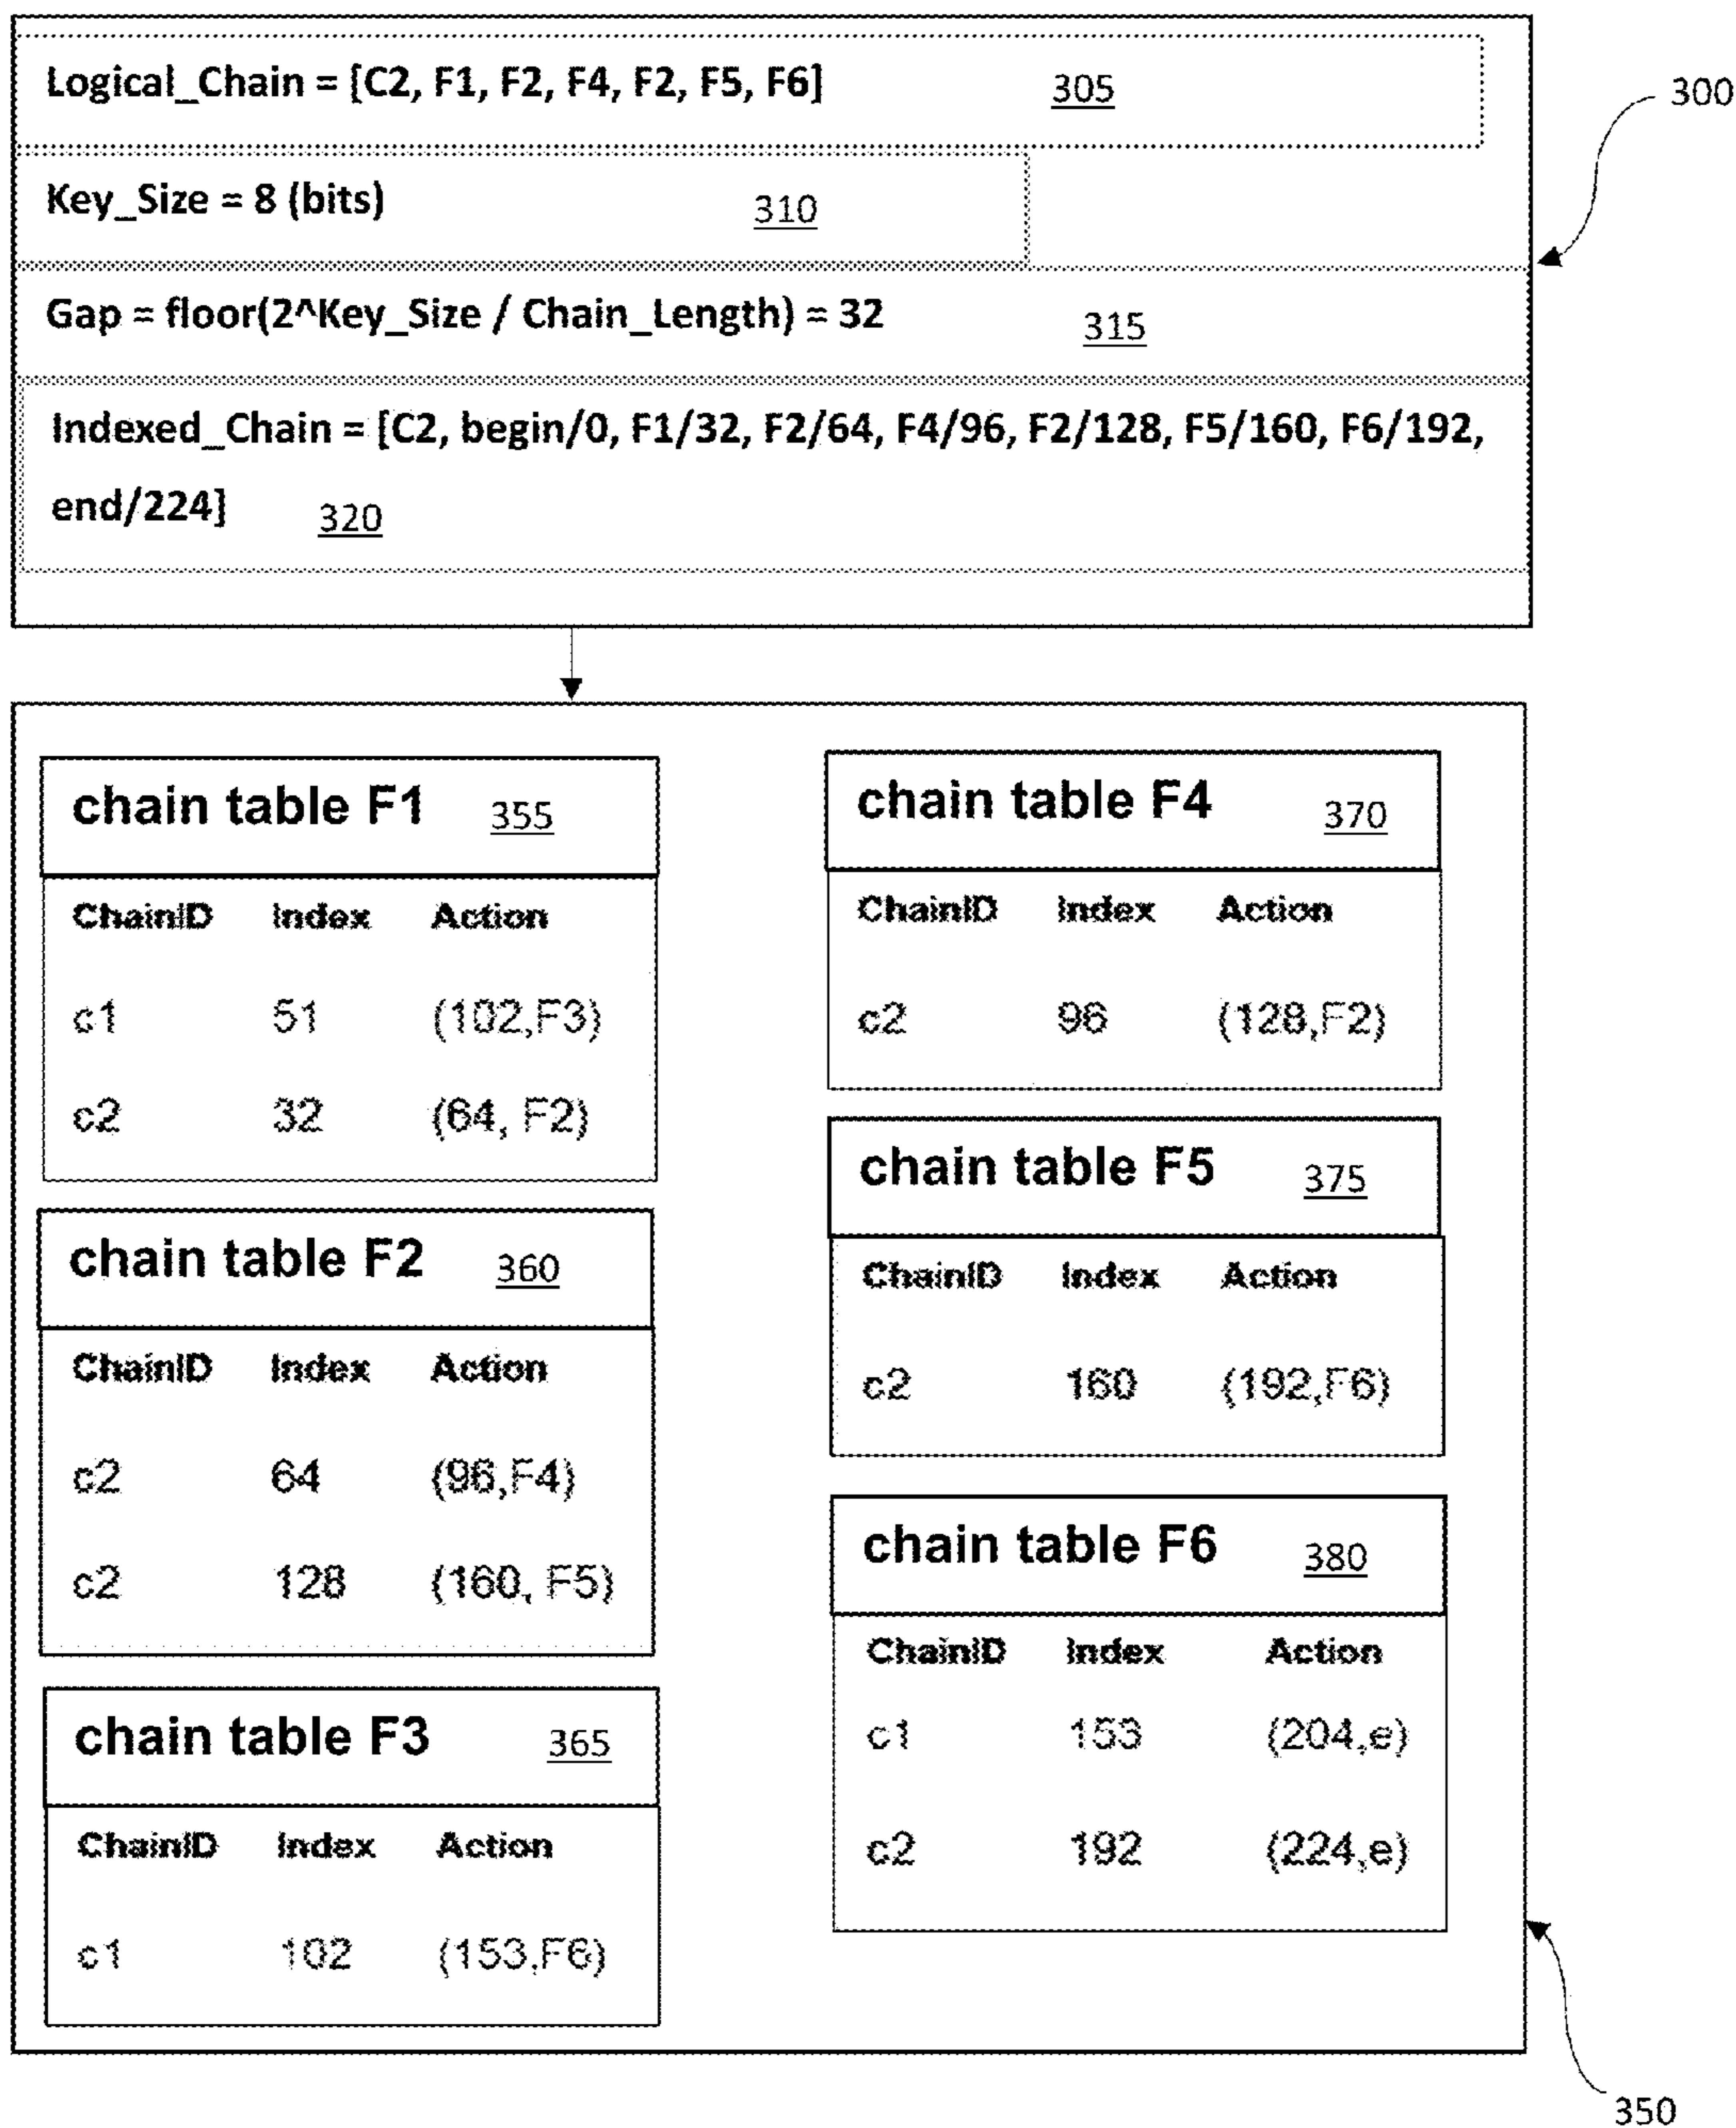 Logical_Chain = [C2, F1, F2, F4, F2, F5, F6] 305
300
Key_Size = 8 (bits) 310
Gap = floor(2^Key_Size / Chain_Length) = 32 315
Indexed_Chain = [C2, begin/0, F1/32, F2/64, F4/96, F2/128, F5/160, F6/192,
end/224] 320
chain table F1 355
ChainID Index Action
c1 51 (102,F3)
c2 32 (64, F2)
chain table F2 360
ChainID Index Action
c2 64 (96,F4)
c2 128 (160, F5)
chain table F3 365
ChainID Index Action
c1 102 (153,F6)
chain table F4 370
ChainID Index Action
c2 96 (128,F2)
chain table F5 375
ChainID Index Action
c2 160 (192,F6)
chain table F6 380
ChainID Index Action
c1 153 (204,e)
c2 192 (224,e)
350